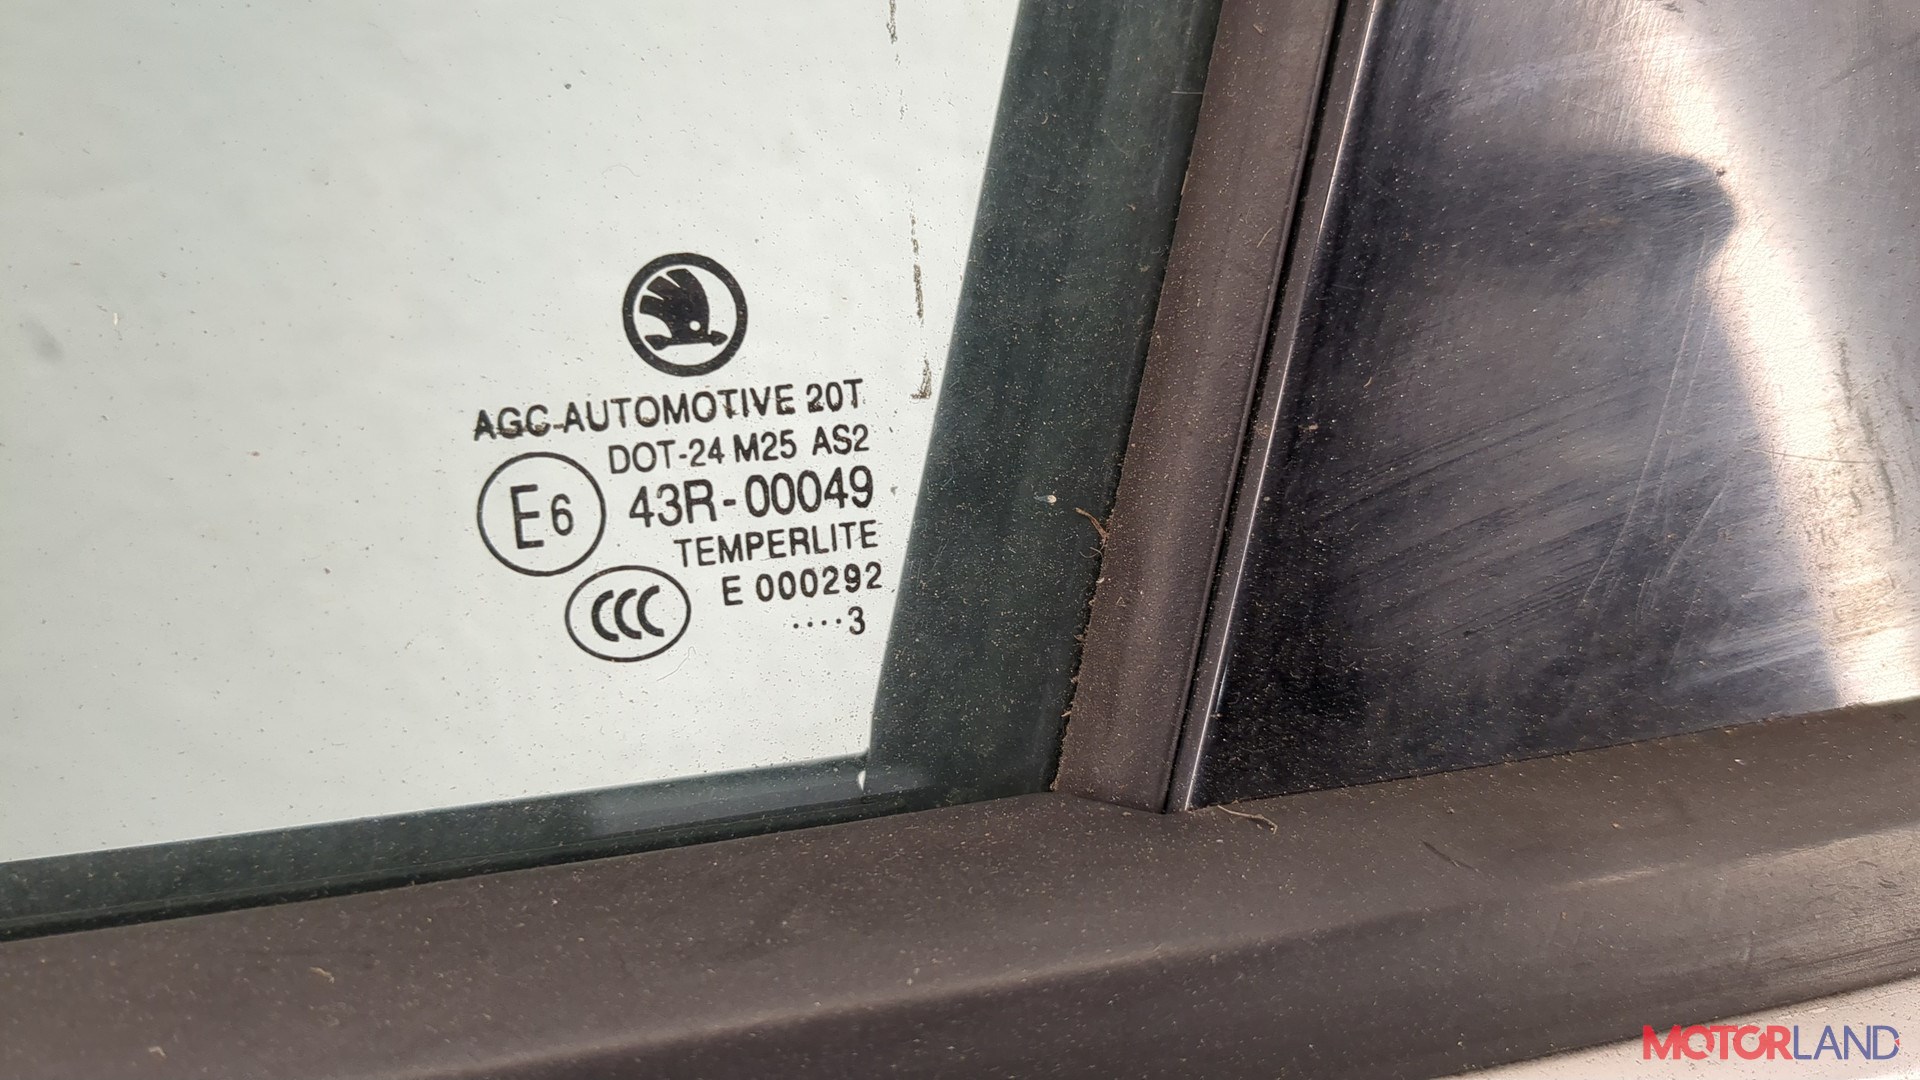 AGC AUTOMOTIVE 20T
DOT-24 M25 AS2
E6
43R-00049
TEMPERLITE
E 000292
CCC
····3
MOTORLAND